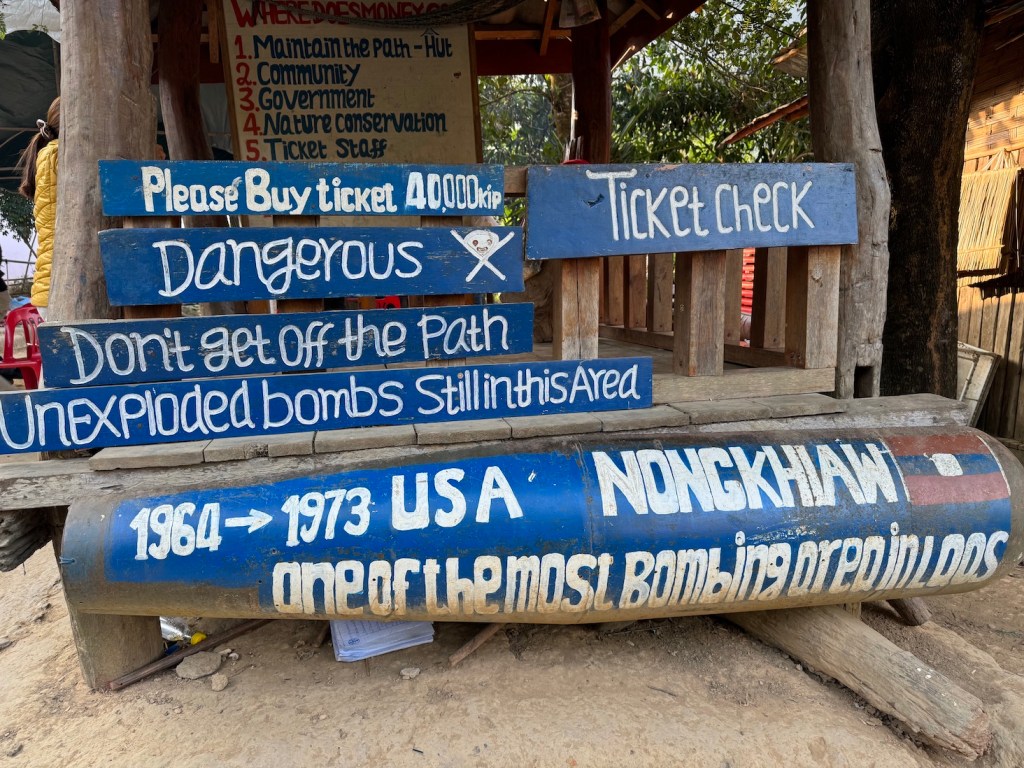 WHERE DOES MONEY GO
1. Maintain the path - Hut
2. Community
3. Government
4. Nature conservation
5. Ticket Staff
Please Buy ticket 40,000 kip
Ticket check
Dangerous
Don't get off the Path
Unexploded bombs Still in this Area
1964 → 1973 USA NONGKHIAW
one of the most Bombing area in Laos